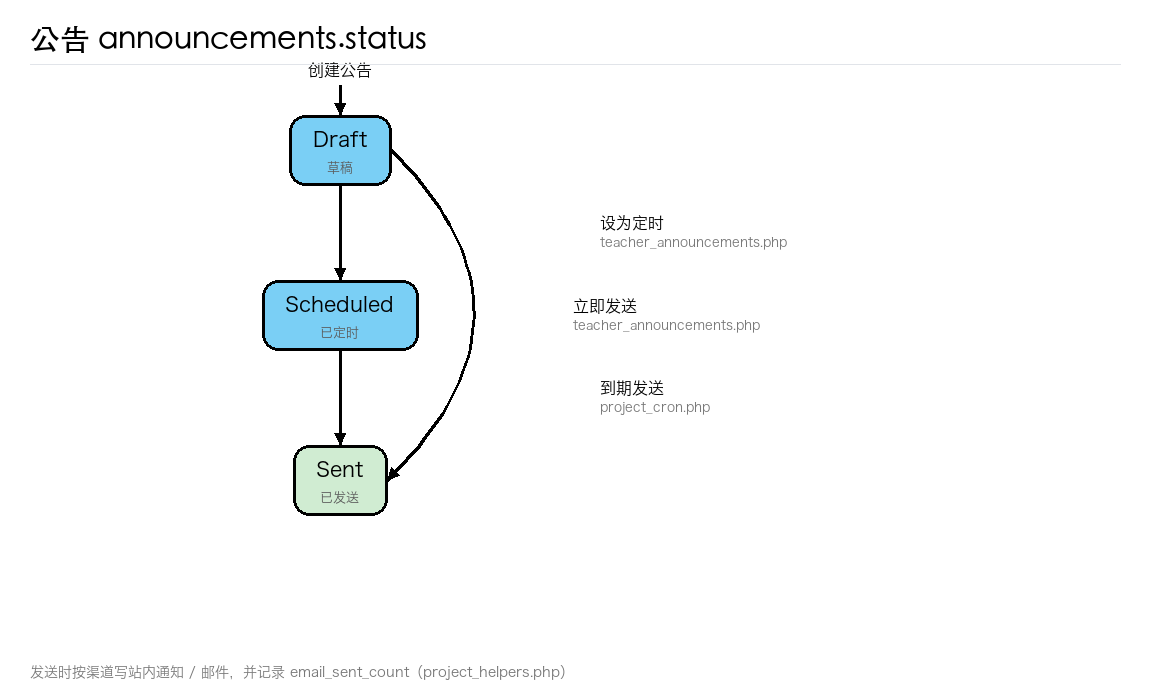 公告 announcements.status
创建公告
Draft
草稿
设为定时
teacher_announcements.php
Scheduled
已定时
立即发送
teacher_announcements.php
到期发送
project_cron.php
Sent
已发送
发送时按渠道写站内通知 / 邮件，并记录 email_sent_count（project_helpers.php）